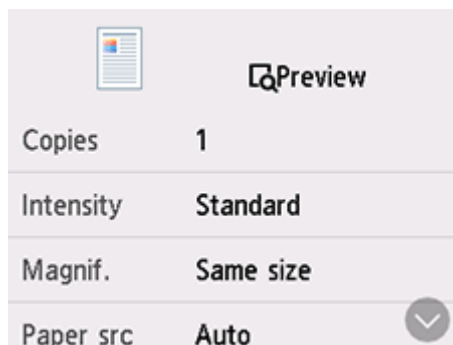 Preview
Copies 1
Intensity Standard
Magnif. Same size
Paper src Auto